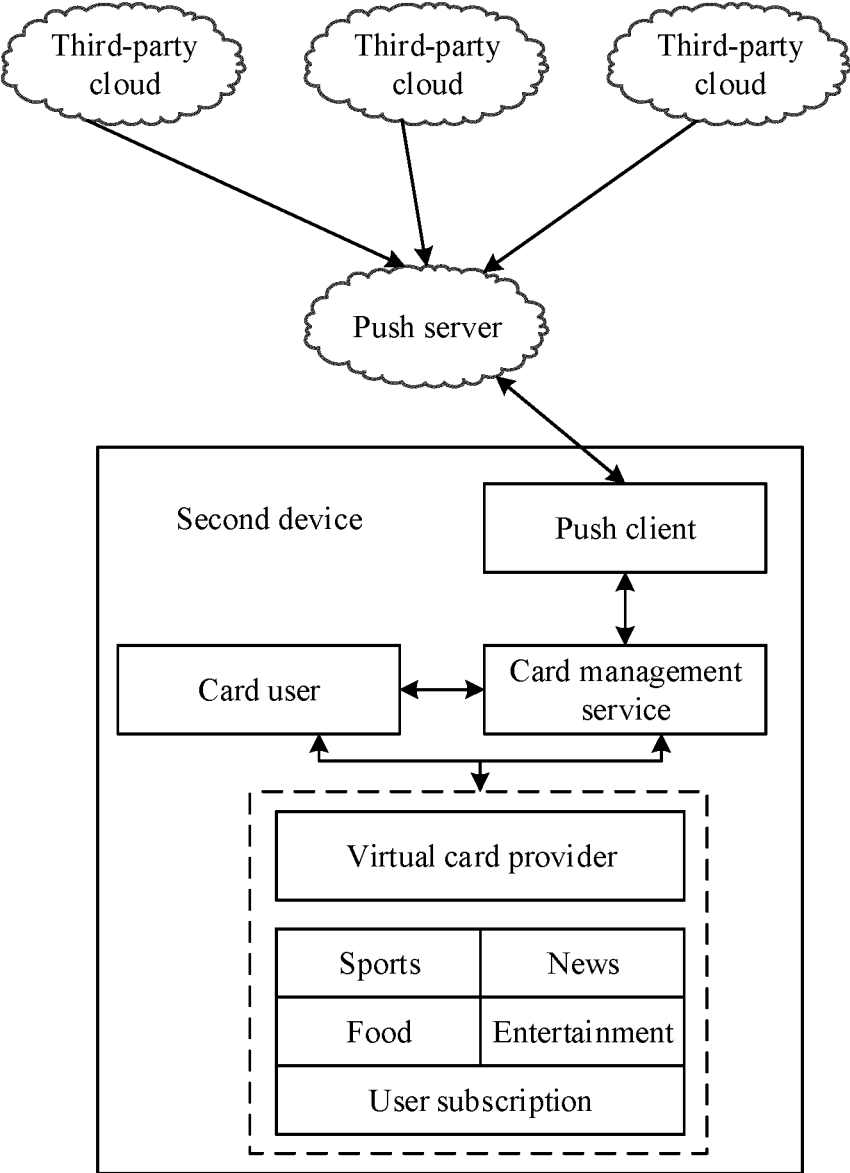 Third-party
cloud
Third-party
cloud
Third-party
cloud
Push server
Second device
Push client
Card user
Card management
service
Virtual card provider
Sports
News
Food
Entertainment
User subscription